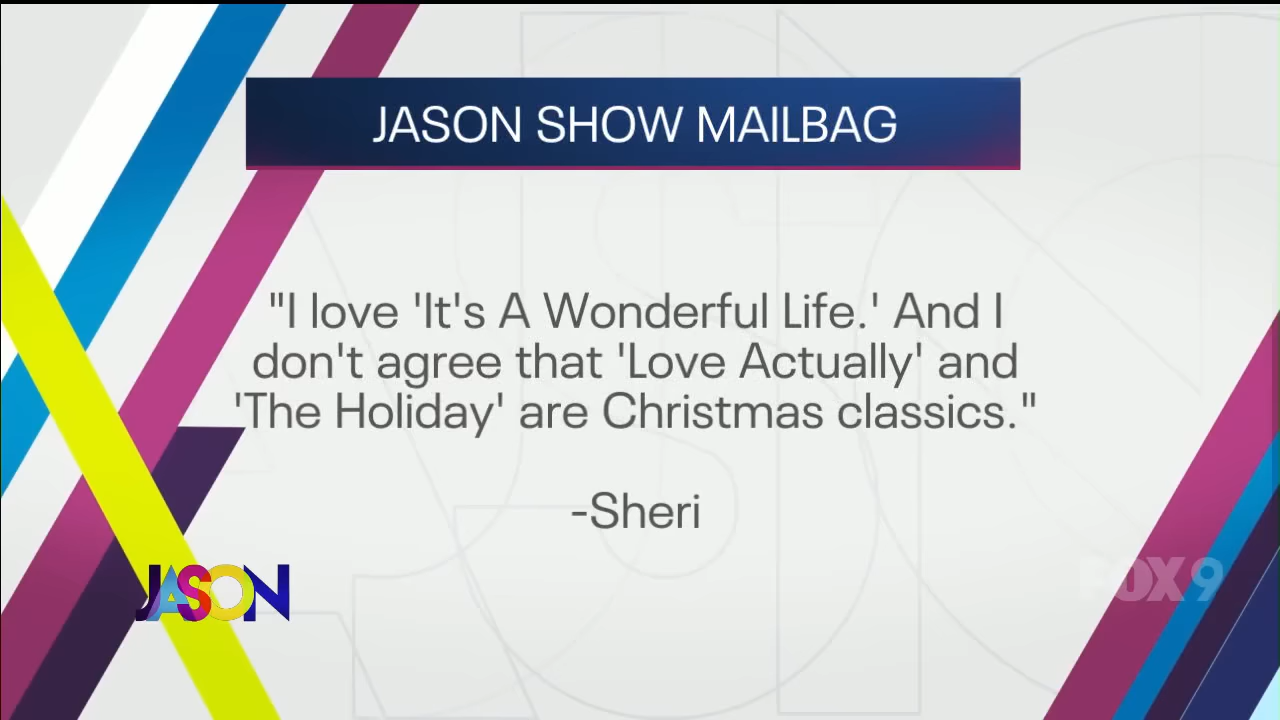 JASON SHOW MAILBAG
"I love 'It's A Wonderful Life.' And I
don't agree that 'Love Actually' and
'The Holiday' are Christmas classics."
-Sheri
JASON
FOX 9